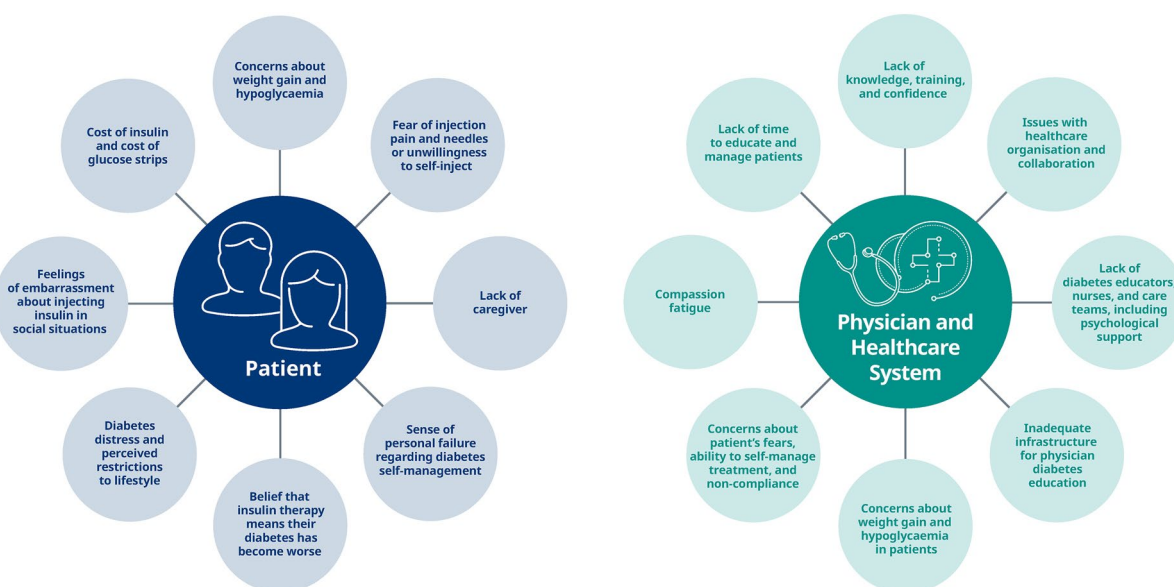 Concerns about
weight gain and
hypoglycaemia
Fear of injection
pain and needles
or unwillingness
to self-inject
Lack of
caregiver
Sense of
personal failure
regarding diabetes
self-management
Belief that
insulin therapy
means their
diabetes has
become worse
Diabetes
distress and
perceived
restrictions
to lifestyle
Feelings
of embarrassment
about injecting
insulin in
social situations
Cost of insulin
and cost of
glucose strips
Patient
Lack of
knowledge, training,
and confidence
Issues with
healthcare
organisation and
collaboration
Lack of
diabetes educators
nurses, and care
teams, including
psychological
support
Inadequate
infrastructure
for physician
diabetes
education
Concerns about
weight gain and
hypoglycaemia
in patients
Concerns about
patient's fears,
ability to self-manage
treatment, and
non-compliance
Compassion
fatigue
Lack of time
to educate and
manage patients
Physician and
Healthcare
System